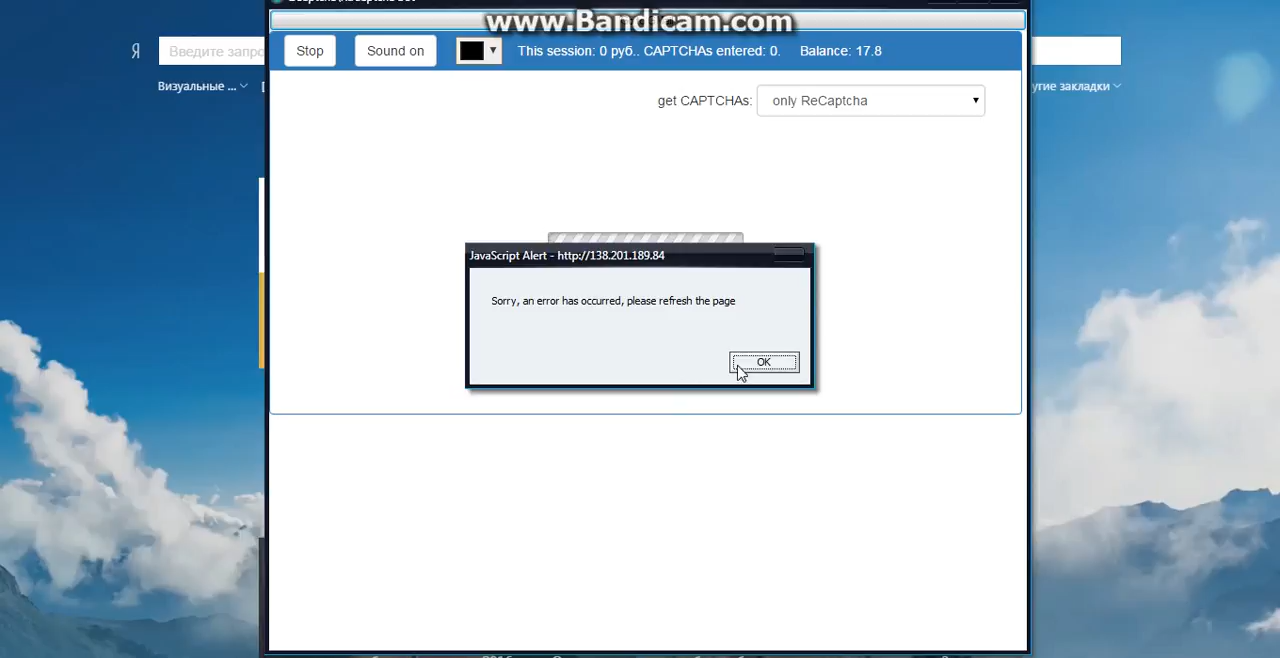 www.Bandicam.com
Stop
Sound on
This session: 0 руб.. CAPTCHAs entered: 0.
Balance: 17.8
Я
Введите запро
Визуальные ...
угие закладки
get CAPTCHAs:
only ReCaptcha
JavaScript Alert - http://138.201.189.84
Sorry, an error has occurred, please refresh the page
OK